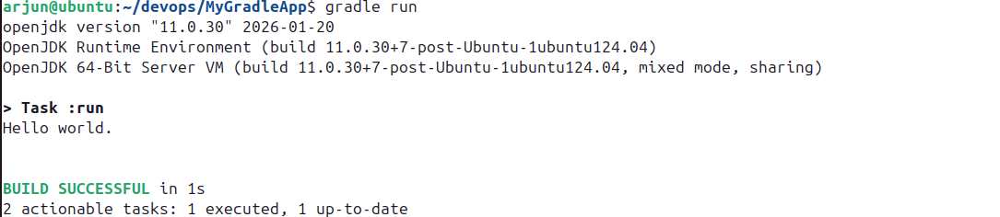 arjun@ubuntu:~/devops/MyGradleApp$ gradle run
openjdk version "11.0.30" 2026-01-20
OpenJDK Runtime Environment (build 11.0.30+7-post-Ubuntu-1ubuntu124.04)
OpenJDK 64-Bit Server VM (build 11.0.30+7-post-Ubuntu-1ubuntu124.04, mixed mode, sharing)
> Task :run
Hello world.
BUILD SUCCESSFUL in 1s
2 actionable tasks: 1 executed, 1 up-to-date